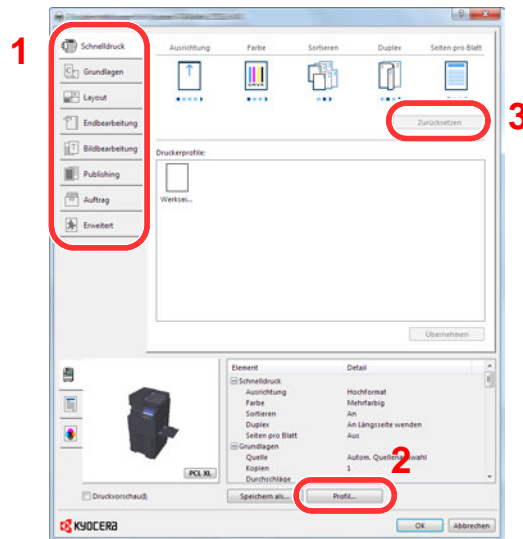 1
Schnelldruck
Grundlagen
Layout
Endbearbeitung
Bildbearbeitung
Publishing
Auftrag
Erweitert
Ausrichtung Farbe Sortieren Duplex Seiten pro Blatt
3
Zurücksetzen
Druckerprofile:
Werksei...
Übernehmen
Element Detail
Schnelldruck
Ausrichtung Hochformat
Farbe Mehrfarbig
Sortieren An
Duplex An Längsseite wenden
Seiten pro Blatt Aus
Grundlagen
Quelle Autom. Quellenauswahl
Kopien 1
Durchschläge
2
PCL XL
Druckvorschau(J)
Speichern als... Profil...
KYOCERA
OK Abbrechen